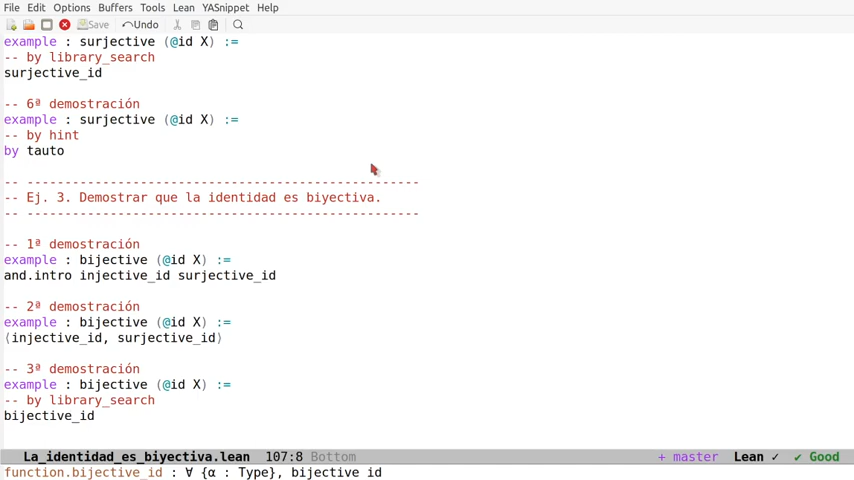 File Edit Options Buffers Tools Lean YASnippet Help
Save Undo
example : surjective (@id X) :=
-- by library_search
surjective_id
-- 6ª demostración
example : surjective (@id X) :=
-- by hint
by tauto
-- ----------------------------------------------------
-- Ej. 3. Demostrar que la identidad es biyectiva.
-- ----------------------------------------------------
-- 1ª demostración
example : bijective (@id X) :=
and.intro injective_id surjective_id
-- 2ª demostración
example : bijective (@id X) :=
⟨injective_id, surjective_id⟩
-- 3ª demostración
example : bijective (@id X) :=
-- by library_search
bijective_id
La_identidad_es_biyectiva.lean 107:8 Bottom + master Lean ✓ ✔ Good
function.bijective_id : ∀ {α : Type}, bijective id